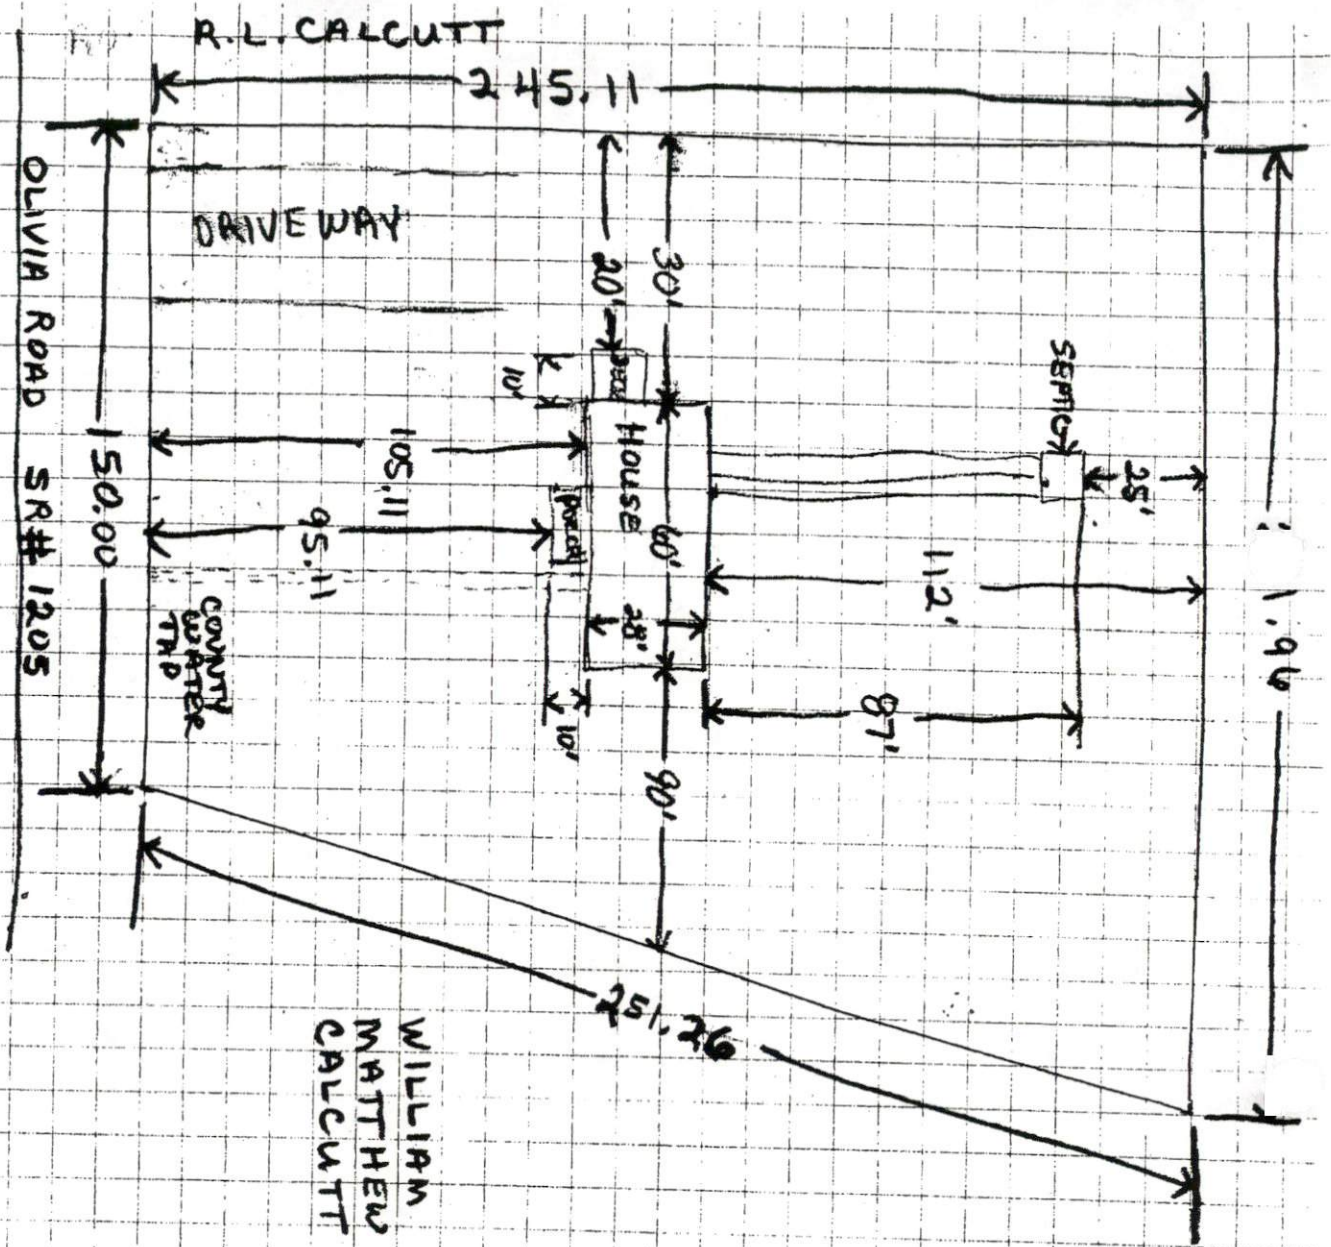 R.L. CALCUTT
245.11
OLIVIA ROAD SR# 1205
150.00
DRIVEWAY
20'
30'
10'
DECK
HOUSE
60'
28'
PORCH
105.11
95.11
COUNTY
WATER
TAP
10'
SEPTIC
25'
112'
87'
90'
251.26
WILLIAM
MATTHEW
CALCUTT